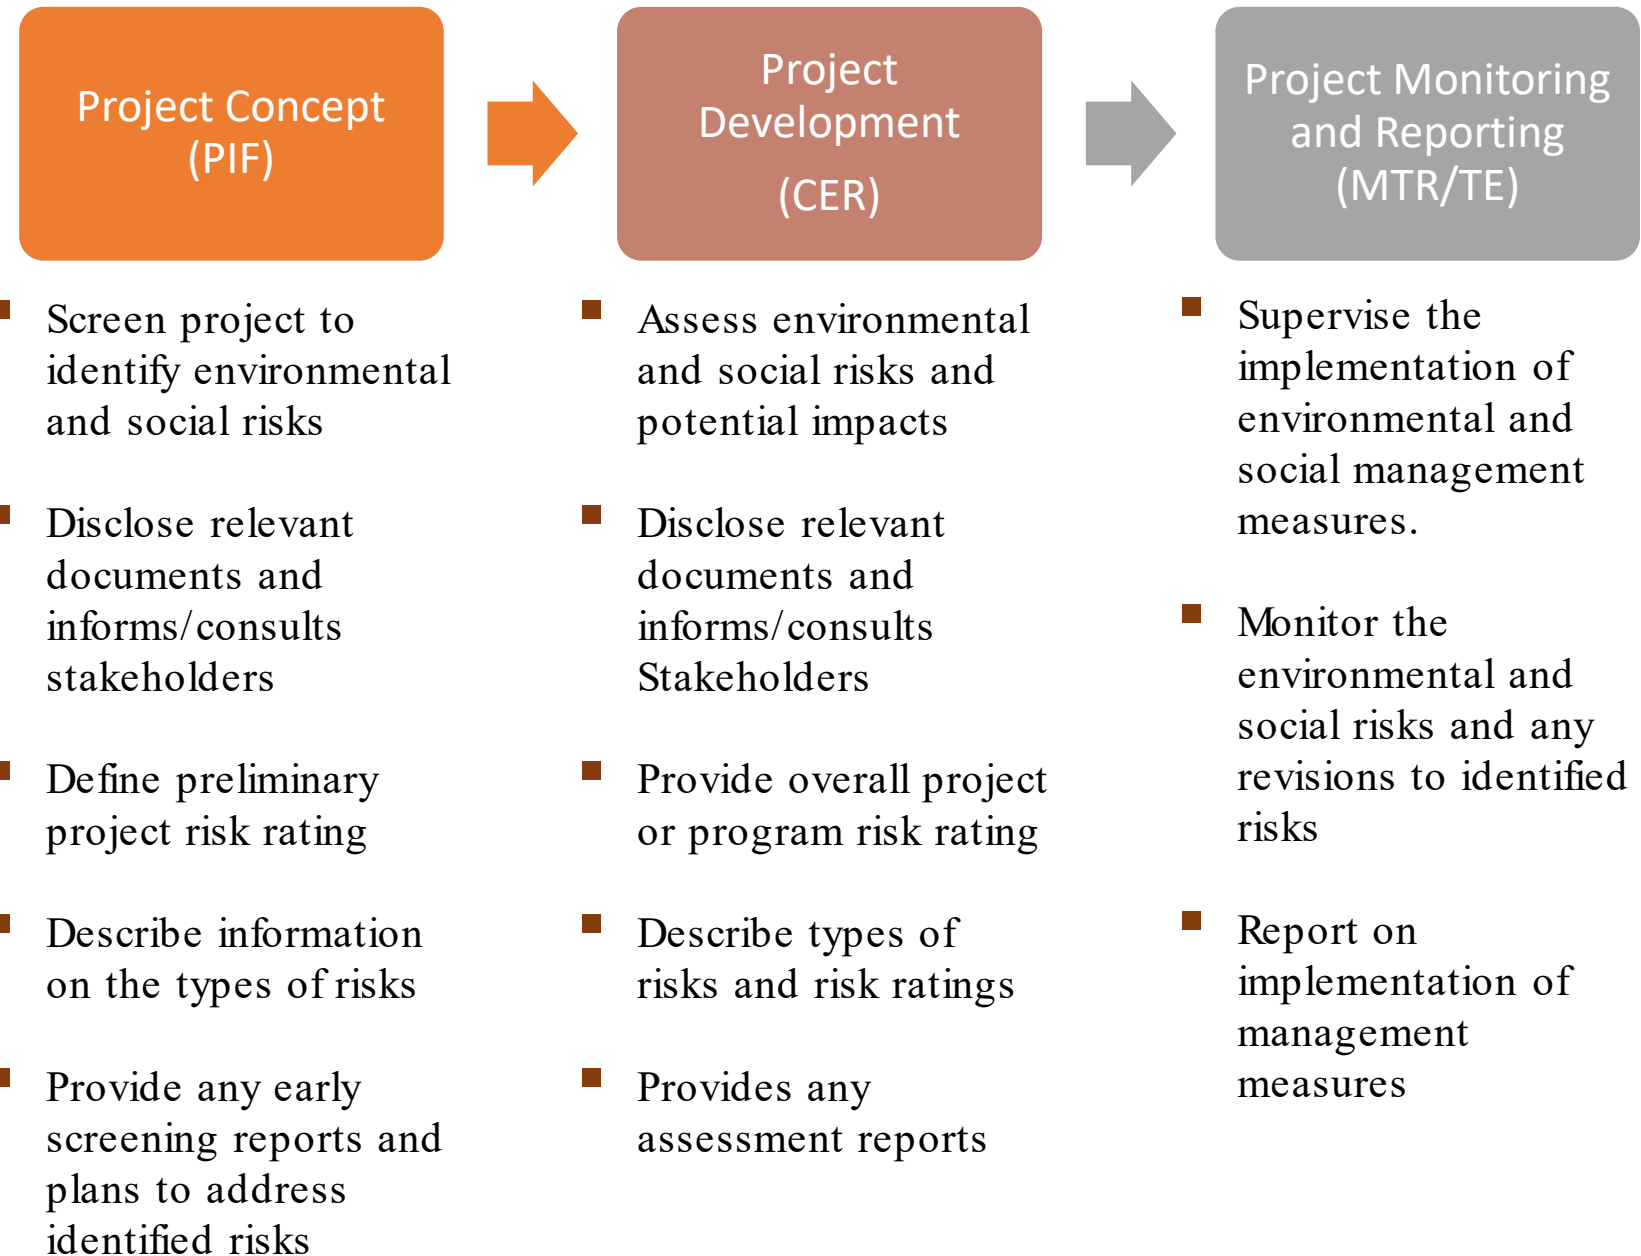 Project Concept
(PIF)
Project
Development
(CER)
Project Monitoring
and Reporting
(MTR/TE)
Screen project to
identify environmental
and social risks
Disclose relevant
documents and
informs/consults
stakeholders
Define preliminary
project risk rating
Describe information
on the types of risks
Provide any early
screening reports and
plans to address
identified risks
Assess environmental
and social risks and
potential impacts
Disclose relevant
documents and
informs/consults
Stakeholders
Provide overall project
or program risk rating
Describe types of
risks and risk ratings
Provides any
assessment reports
Supervise the
implementation of
environmental and
social management
measures.
Monitor the
environmental and
social risks and any
revisions to identified
risks
Report on
implementation of
management
measures